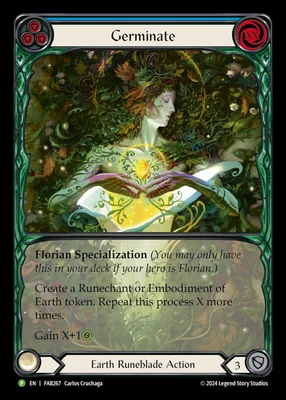 Germinate
Florian Specialization (You may only have
this in your deck if your hero is Florian.)
Create a Runechant or Embodiment of
Earth token. Repeat this process X more
times.
Gain X+1
Earth Runeblade Action
3
P EN | FAB267 Carlos Cruchaga
©2024 Legend Story Studios